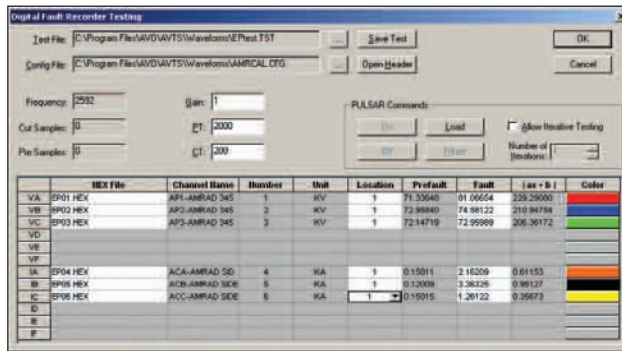 Digital Fault Recorder Testing
Test File: C:\Program Files\AVO\AVTS\Waveforms\EPtest.TST ... Save Test OK
Config File: C:\Program Files\AVO\AVTS\Waveforms\AMRCAL.CFG ... Open Header Cancel
Frequency: 2592 Gain: 1 PULSAR Commands
Cut Samples: 0 PT: 2000 On Load Allow Iterative Testing
Pre Samples: 0 CT: 200 Off Number of Iterations:
HEX File Channel Name Number Unit Location Prefault Fault | ax + b | Color
VA EP01.HEX AP1-AMRAD 345 1 KV 1 71.33640 81.08654 229.29080
VB EP02.HEX AP2-AMRAD 345 2 KV 1 72.95840 74.58122 210.94756
VC EP03.HEX AP3-AMRAD 345 3 KV 1 72.14719 72.95989 206.36172
VD
VE
VF
IA EP04.HEX ACA-AMRAD SID 4 KA 1 0.15011 2.16209 0.61153
IB EP05.HEX ACB-AMRAD SIDE 5 KA 1 0.12009 3.36325 0.95127
IC EP06.HEX ACC-AMRAD SIDE 6 KA 1 0.15015 1.26122 0.35673
ID
IE
IF